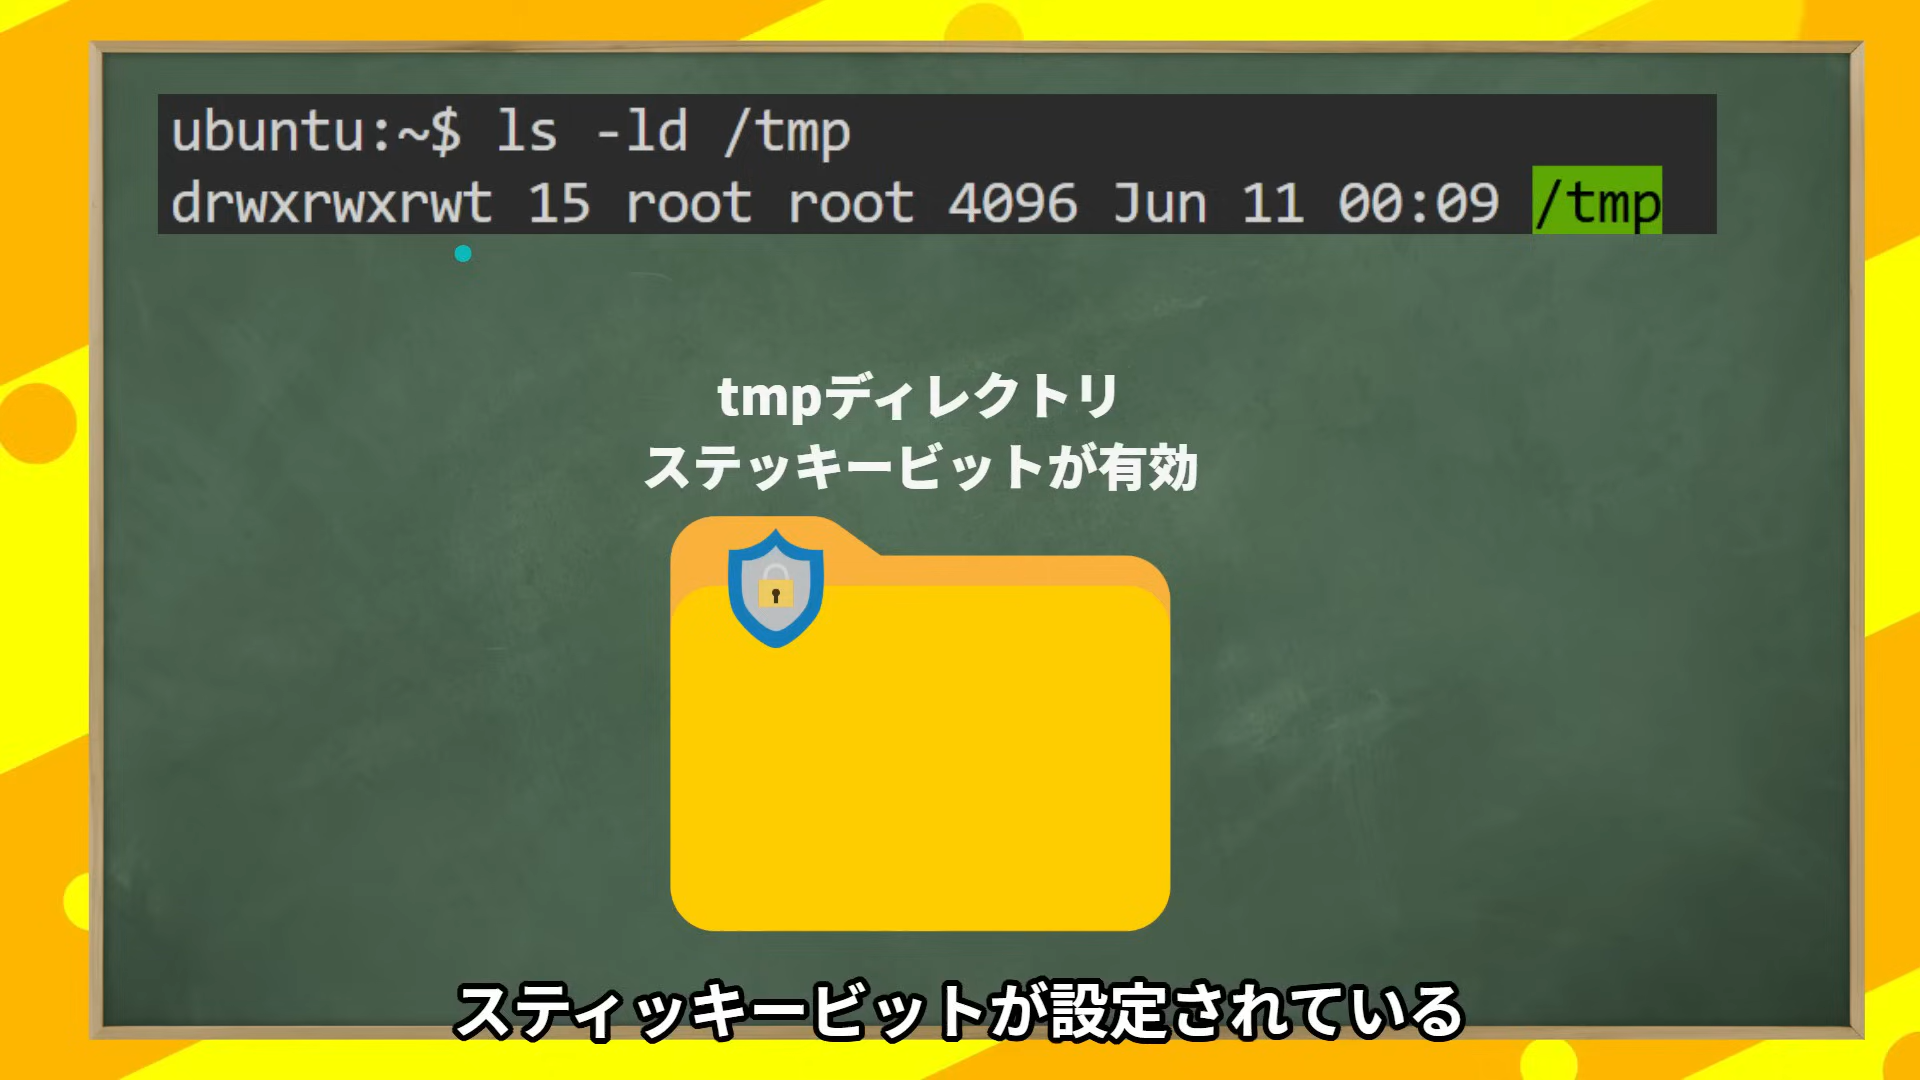 ubuntu:~$ ls -ld /tmp
drwxrwxrwt 15 root root 4096 Jun 11 00:09 /tmp
tmpディレクトリ
ステッキービットが有効
スティッキービットが設定されている